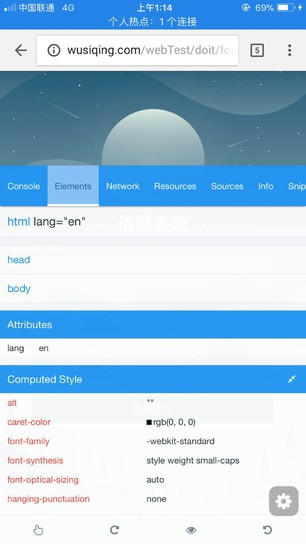 中国联通 4G 上午1:14 69%
个人热点：1 个连接
wusiqing.com/webTest/doit/fo
5
Console Elements Network Resources Sources Info Snip
html lang="en"
head
body
Attributes
lang en
Computed Style
alt ""
caret-color rgb(0, 0, 0)
font-family -webkit-standard
font-synthesis style weight small-caps
font-optical-sizing auto
hanging-punctuation none